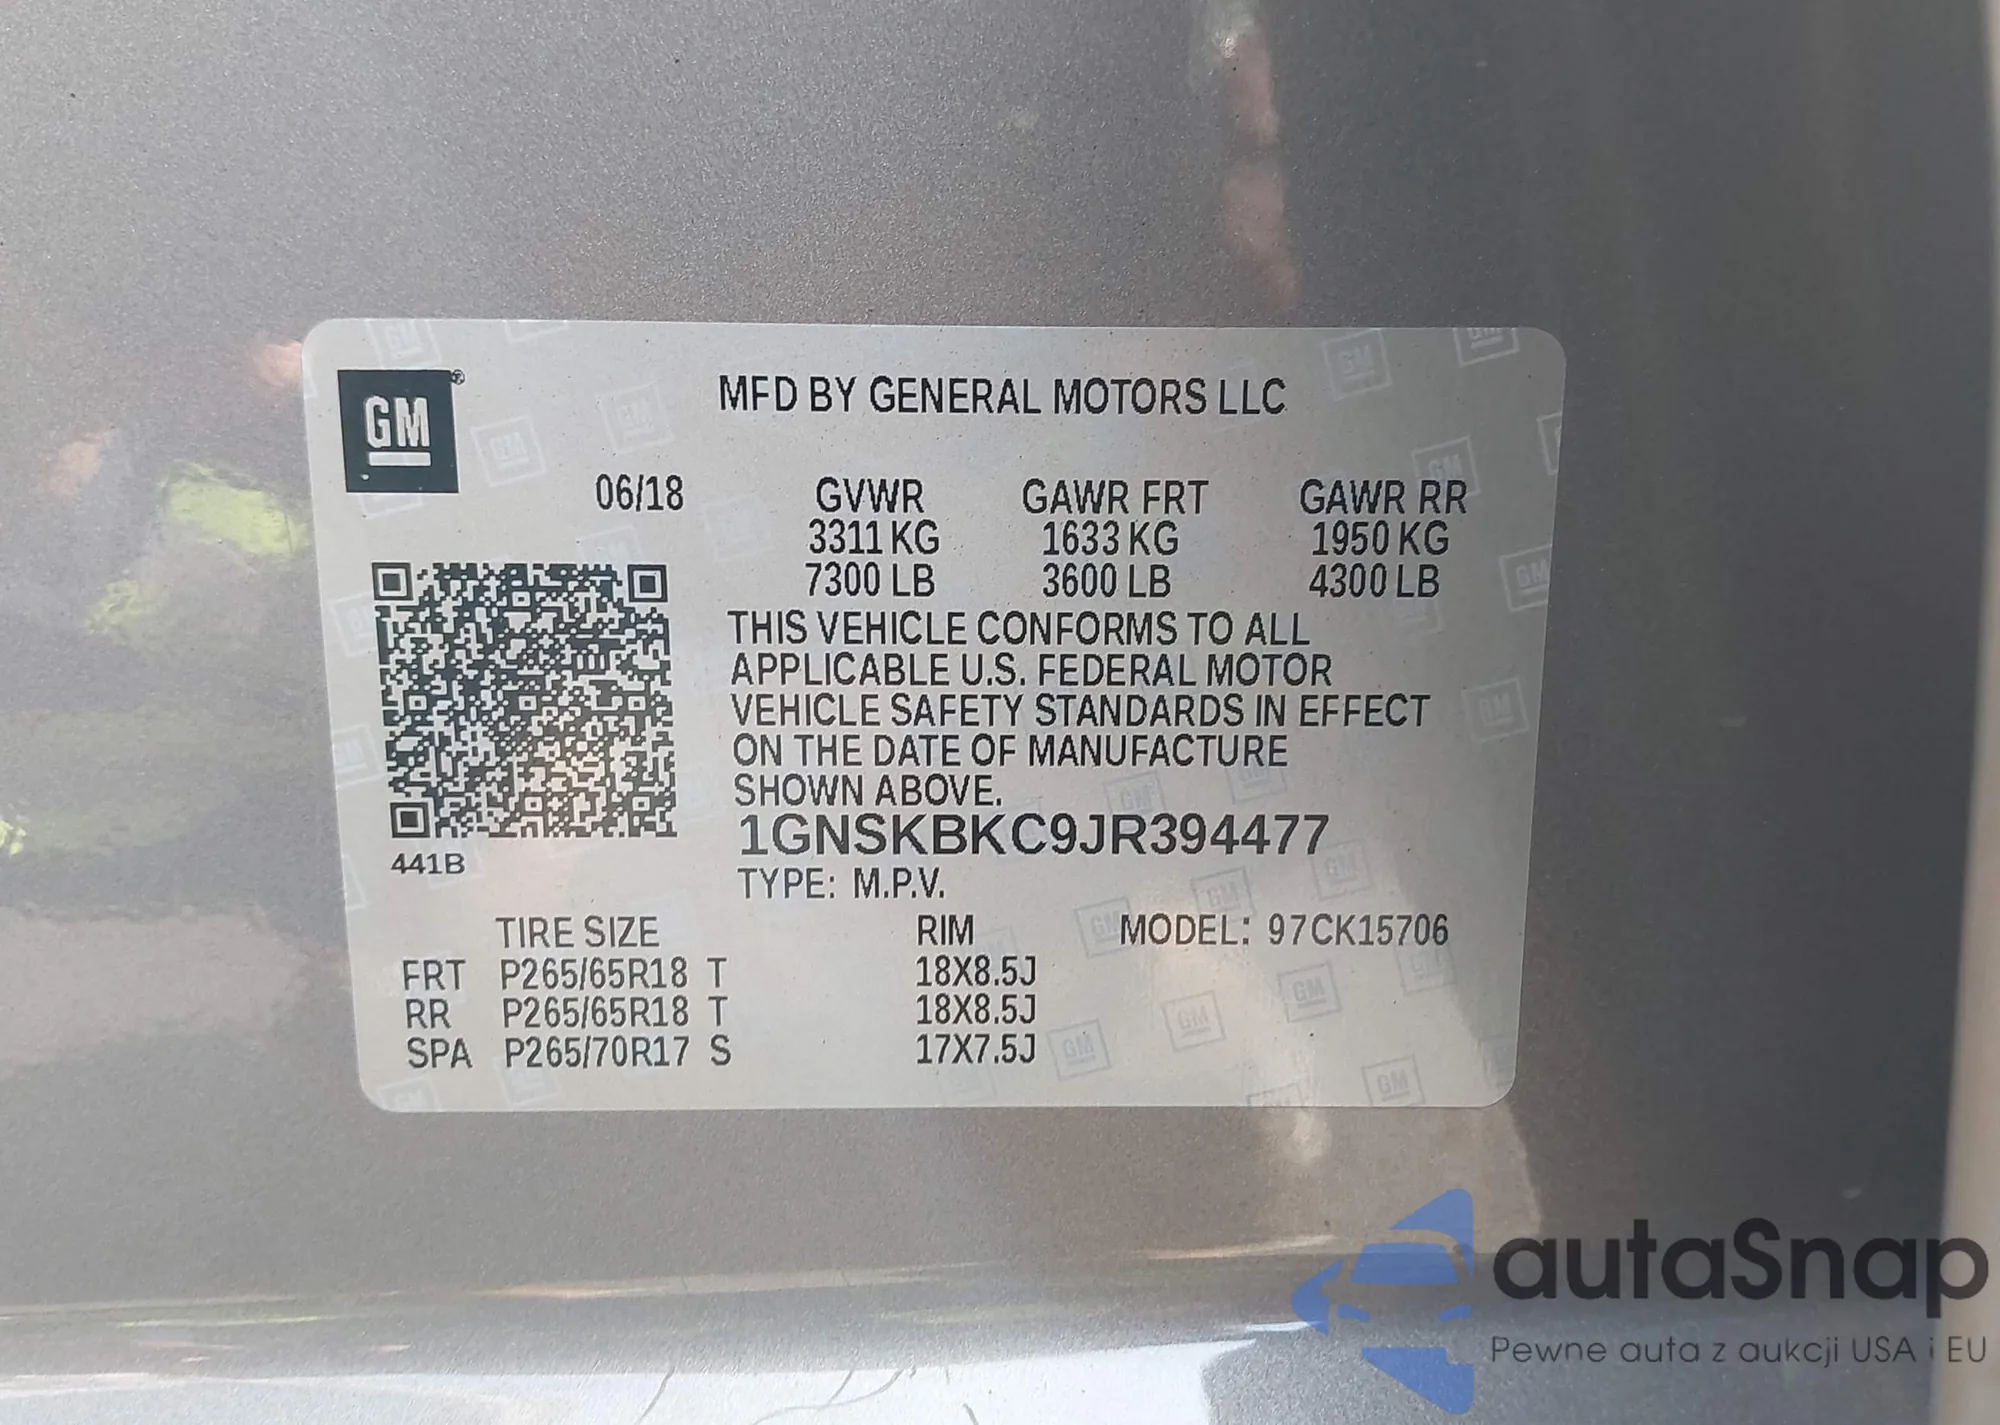 GM®
MFD BY GENERAL MOTORS LLC
06/18 GVWR GAWR FRT GAWR RR
3311 KG 1633 KG 1950 KG
7300 LB 3600 LB 4300 LB
THIS VEHICLE CONFORMS TO ALL
APPLICABLE U.S. FEDERAL MOTOR
VEHICLE SAFETY STANDARDS IN EFFECT
ON THE DATE OF MANUFACTURE
SHOWN ABOVE.
1GNSKBKC9JR394477
441B
TYPE: M.P.V.
TIRE SIZE RIM MODEL: 97CK15706
FRT P265/65R18 T 18X8.5J
RR P265/65R18 T 18X8.5J
SPA P265/70R17 S 17X7.5J
autaSnap
Pewne auta z aukcji USA i EU